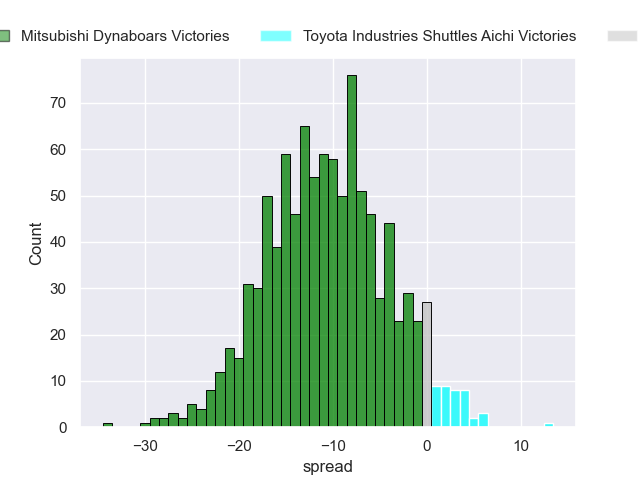 Mitsubishi Dynaboars Victories Toyota Industries Shuttles Aichi Victories
70
60
50
40
30
20
10
0
Count
−30 −20 −10 0 10
spread